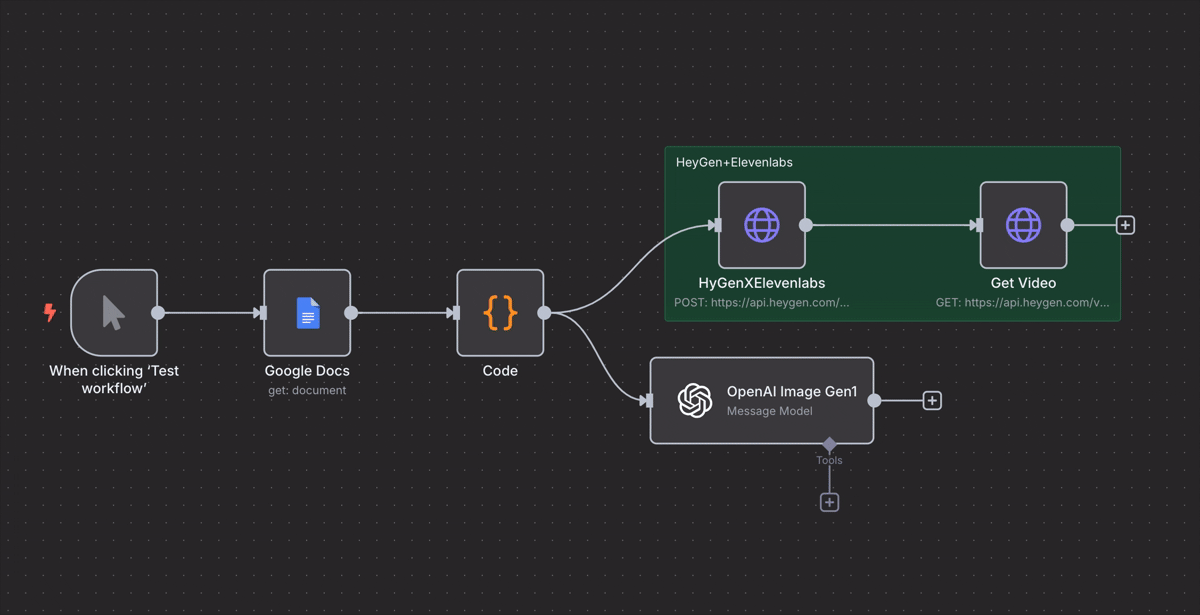 HeyGen+Elevenlabs
HyGenXElevenlabs
POST: https://api.heygen.com/...
Get Video
GET: https://api.heygen.com/v...
When clicking ‘Test
workflow’
Google Docs
get: document
Code
OpenAI Image Gen1
Message Model
Tools